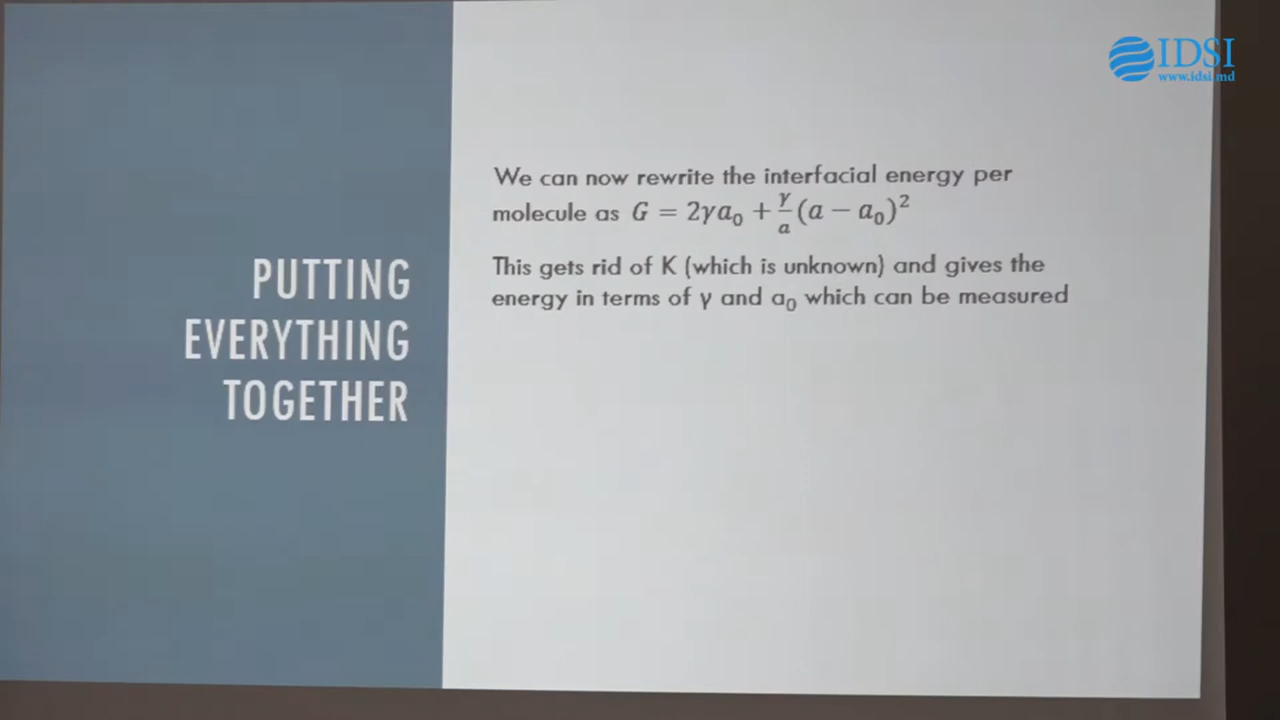 IDSI
www.idsi.md
PUTTING
EVERYTHING
TOGETHER
We can now rewrite the interfacial energy per
molecule as G = 2γa₀ + γ/a (a − a₀)²
This gets rid of K (which is unknown) and gives the
energy in terms of γ and a₀ which can be measured